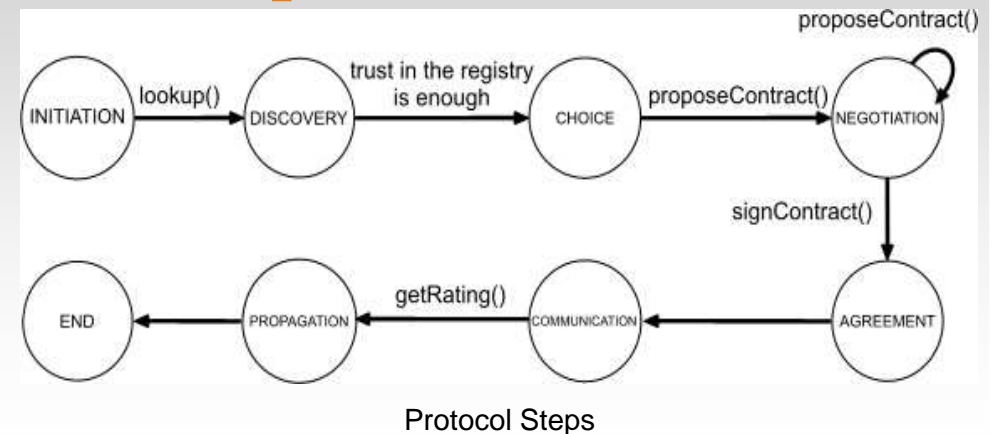 proposeContract()
INITIATION
lookup()
DISCOVERY
trust in the registry
is enough
CHOICE
proposeContract()
NEGOTIATION
signContract()
END
PROPAGATION
getRating()
COMMUNICATION
AGREEMENT
Protocol Steps